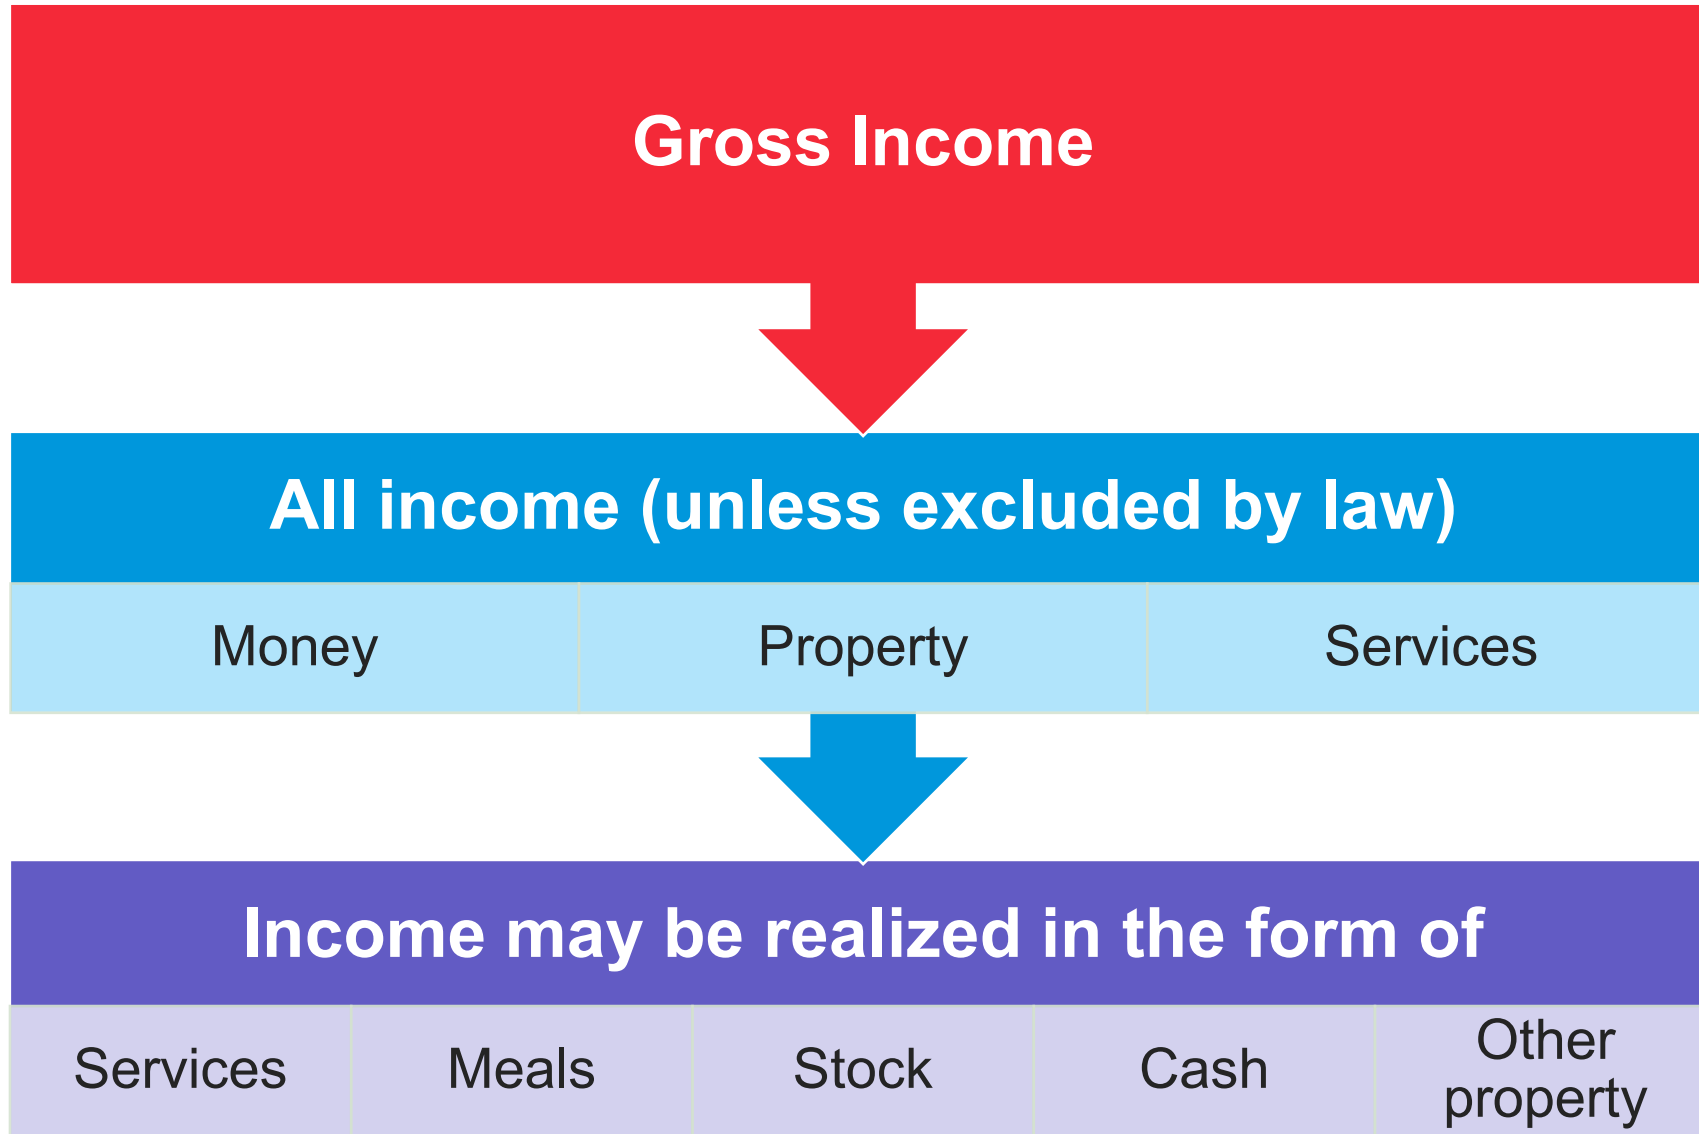 Gross Income
All income (unless excluded by law)
Money
Property
Services
Income may be realized in the form of
Services
Meals
Stock
Cash
Other
property